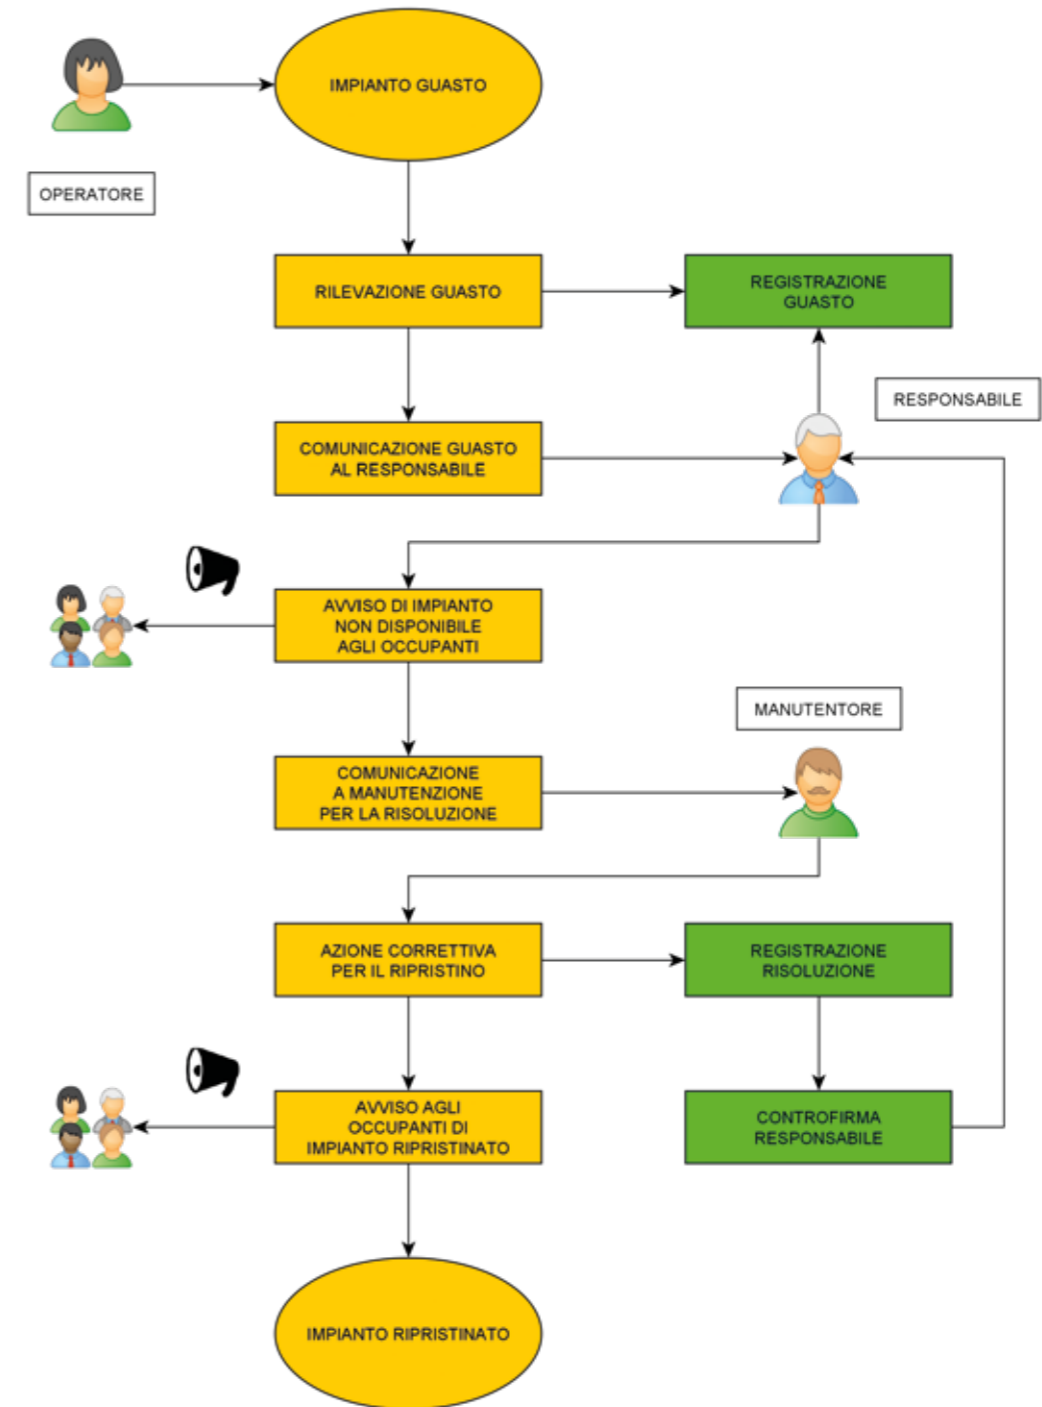 IMPIANTO GUASTO
OPERATORE
RILEVAZIONE GUASTO
REGISTRAZIONE
GUASTO
RESPONSABILE
COMUNICAZIONE GUASTO
AL RESPONSABILE
AVVISO DI IMPIANTO
NON DISPONIBILE
AGLI OCCUPANTI
MANUTENTORE
COMUNICAZIONE
A MANUTENZIONE
PER LA RISOLUZIONE
AZIONE CORRETTIVA
PER IL RIPRISTINO
REGISTRAZIONE
RISOLUZIONE
AVVISO AGLI
OCCUPANTI DI
IMPIANTO RIPRISTINATO
CONTROFIRMA
RESPONSABILE
IMPIANTO RIPRISTINATO